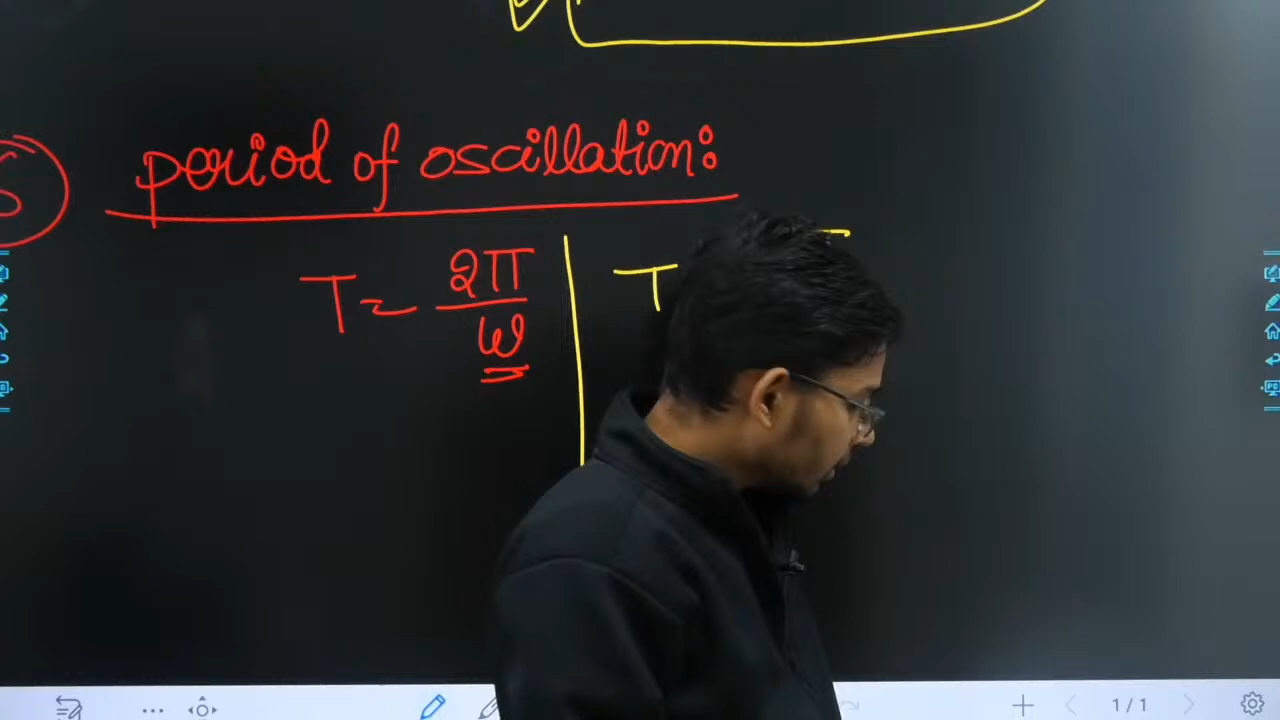 period of oscillation:
T = 2π/ω
T
1 / 1